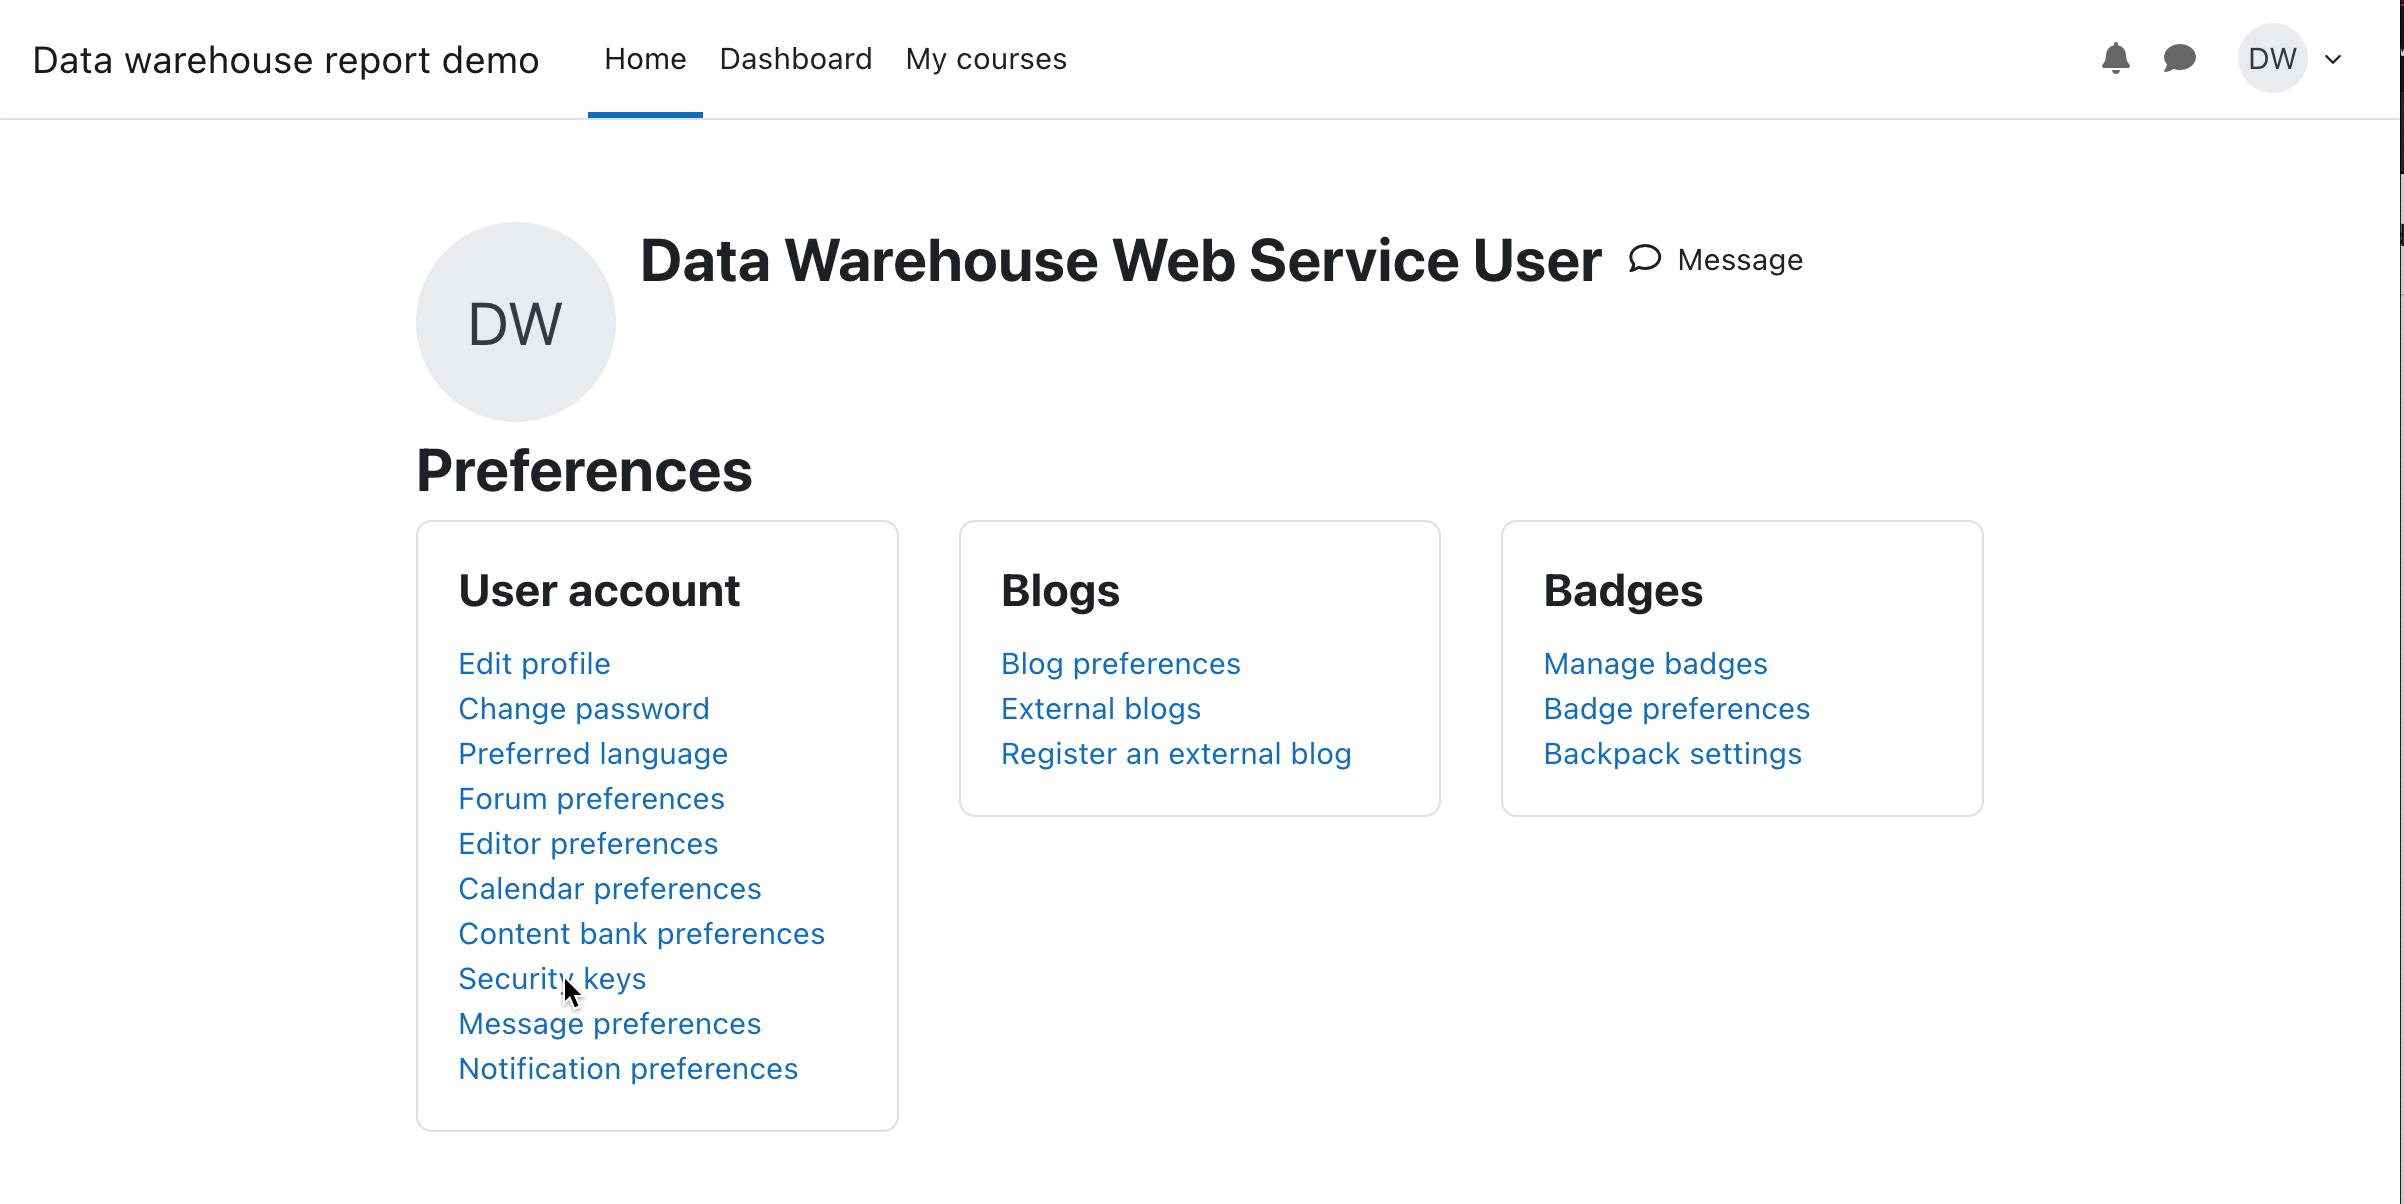 Data warehouse report demo Home Dashboard My courses DW
DW
Data Warehouse Web Service User Message
Preferences
User account
Edit profile
Change password
Preferred language
Forum preferences
Editor preferences
Calendar preferences
Content bank preferences
Security keys
Message preferences
Notification preferences
Blogs
Blog preferences
External blogs
Register an external blog
Badges
Manage badges
Badge preferences
Backpack settings